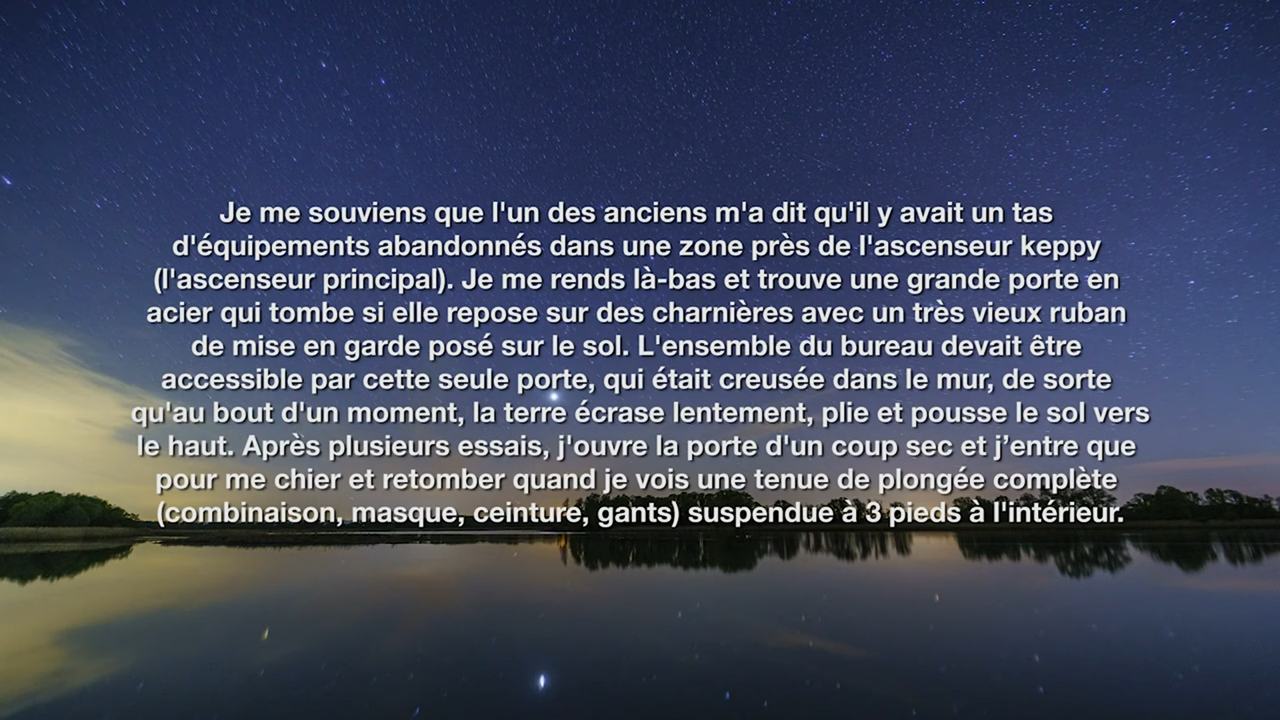 Je me souviens que l'un des anciens m'a dit qu'il y avait un tas
d'équipements abandonnés dans une zone près de l'ascenseur keppy
(l'ascenseur principal). Je me rends là-bas et trouve une grande porte en
acier qui tombe si elle repose sur des charnières avec un très vieux ruban
de mise en garde posé sur le sol. L'ensemble du bureau devait être
accessible par cette seule porte, qui était creusée dans le mur, de sorte
qu'au bout d'un moment, la terre écrase lentement, plie et pousse le sol vers
le haut. Après plusieurs essais, j'ouvre la porte d'un coup sec et j’entre que
pour me chier et retomber quand je vois une tenue de plongée complète
(combinaison, masque, ceinture, gants) suspendue à 3 pieds à l'intérieur.